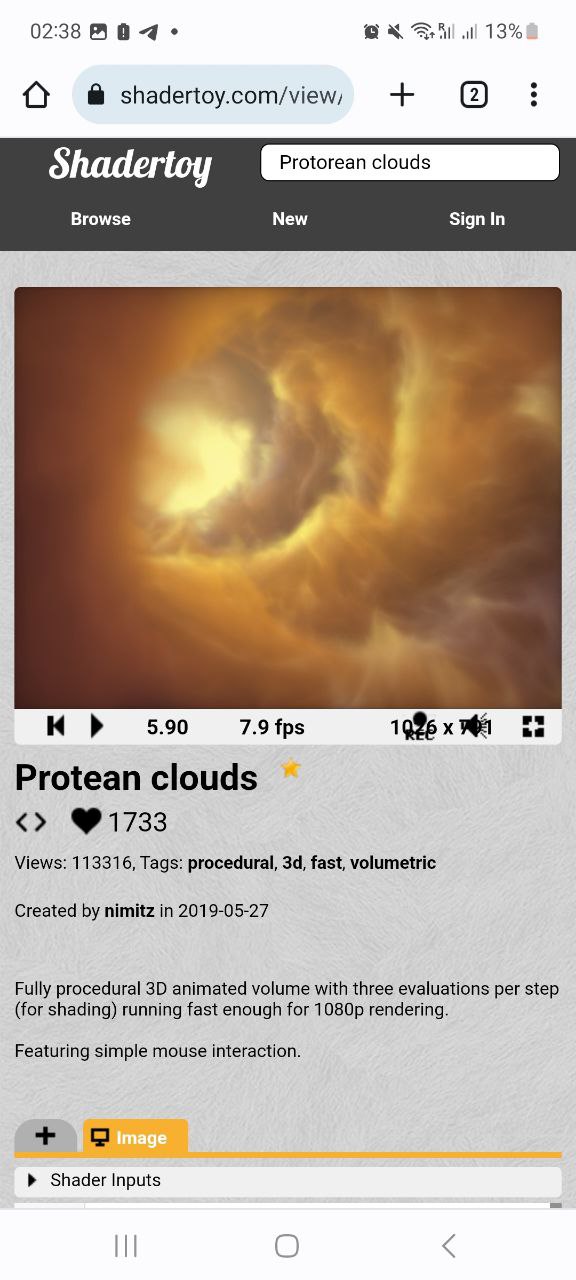 02:38
13%
shadertoy.com/view/
2
Shadertoy
Protorean clouds
Browse
New
Sign In
5.90
7.9 fps
REC
Protean clouds
1733
Views: 113316, Tags: procedural, 3d, fast, volumetric
Created by nimitz in 2019-05-27
Fully procedural 3D animated volume with three evaluations per step
(for shading) running fast enough for 1080p rendering.
Featuring simple mouse interaction.
Image
Shader Inputs